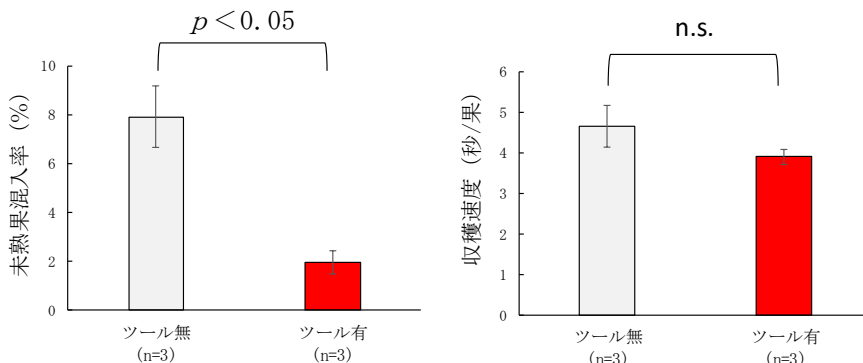 p＜0.05
未熟果混入率（%）
10
8
6
4
2
0
ツール無
(n=3)
ツール有
(n=3)
n.s.
収穫速度（秒/果）
6
5
4
3
2
1
0
ツール無
(n=3)
ツール有
(n=3)